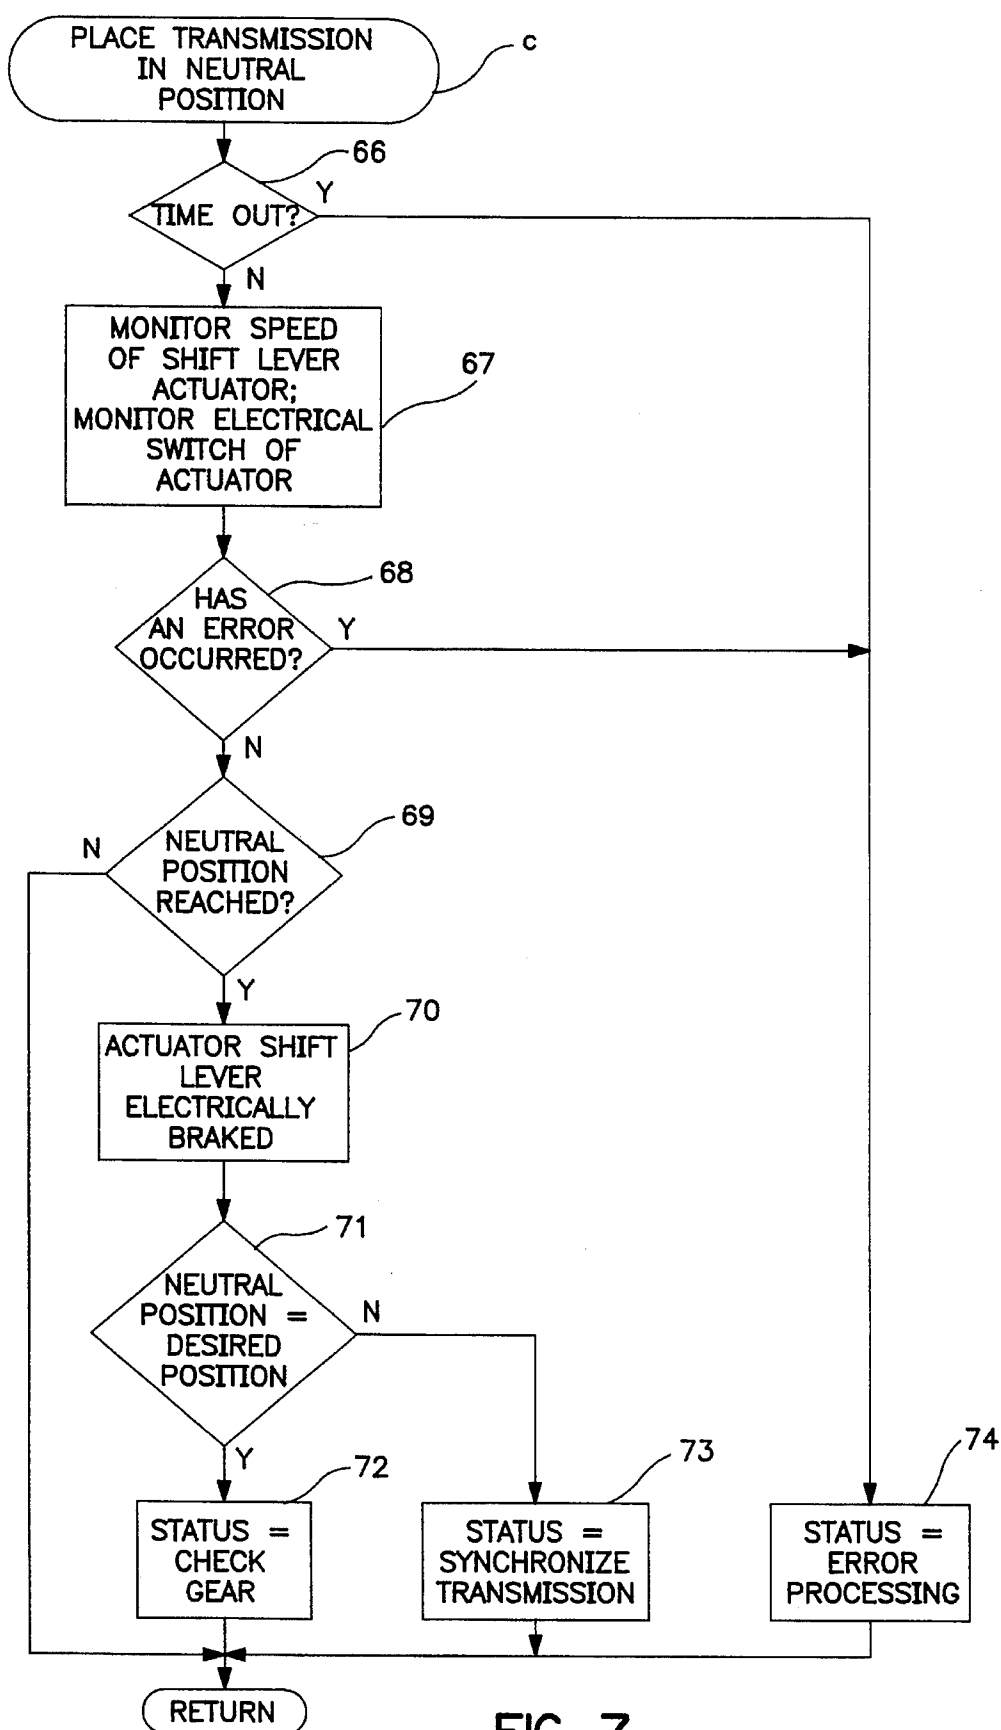 PLACE TRANSMISSION
IN NEUTRAL
POSITION
c
66
TIME OUT?
Y
N
MONITOR SPEED
OF SHIFT LEVER
ACTUATOR;
MONITOR ELECTRICAL
SWITCH OF
ACTUATOR
67
68
HAS
AN ERROR
OCCURRED?
Y
N
69
NEUTRAL
POSITION
REACHED?
N
Y
70
ACTUATOR SHIFT
LEVER
ELECTRICALLY
BRAKED
71
NEUTRAL
POSITION =
DESIRED
POSITION
N
Y
72
STATUS =
CHECK
GEAR
73
STATUS =
SYNCHRONIZE
TRANSMISSION
74
STATUS =
ERROR
PROCESSING
RETURN
FIG. 7